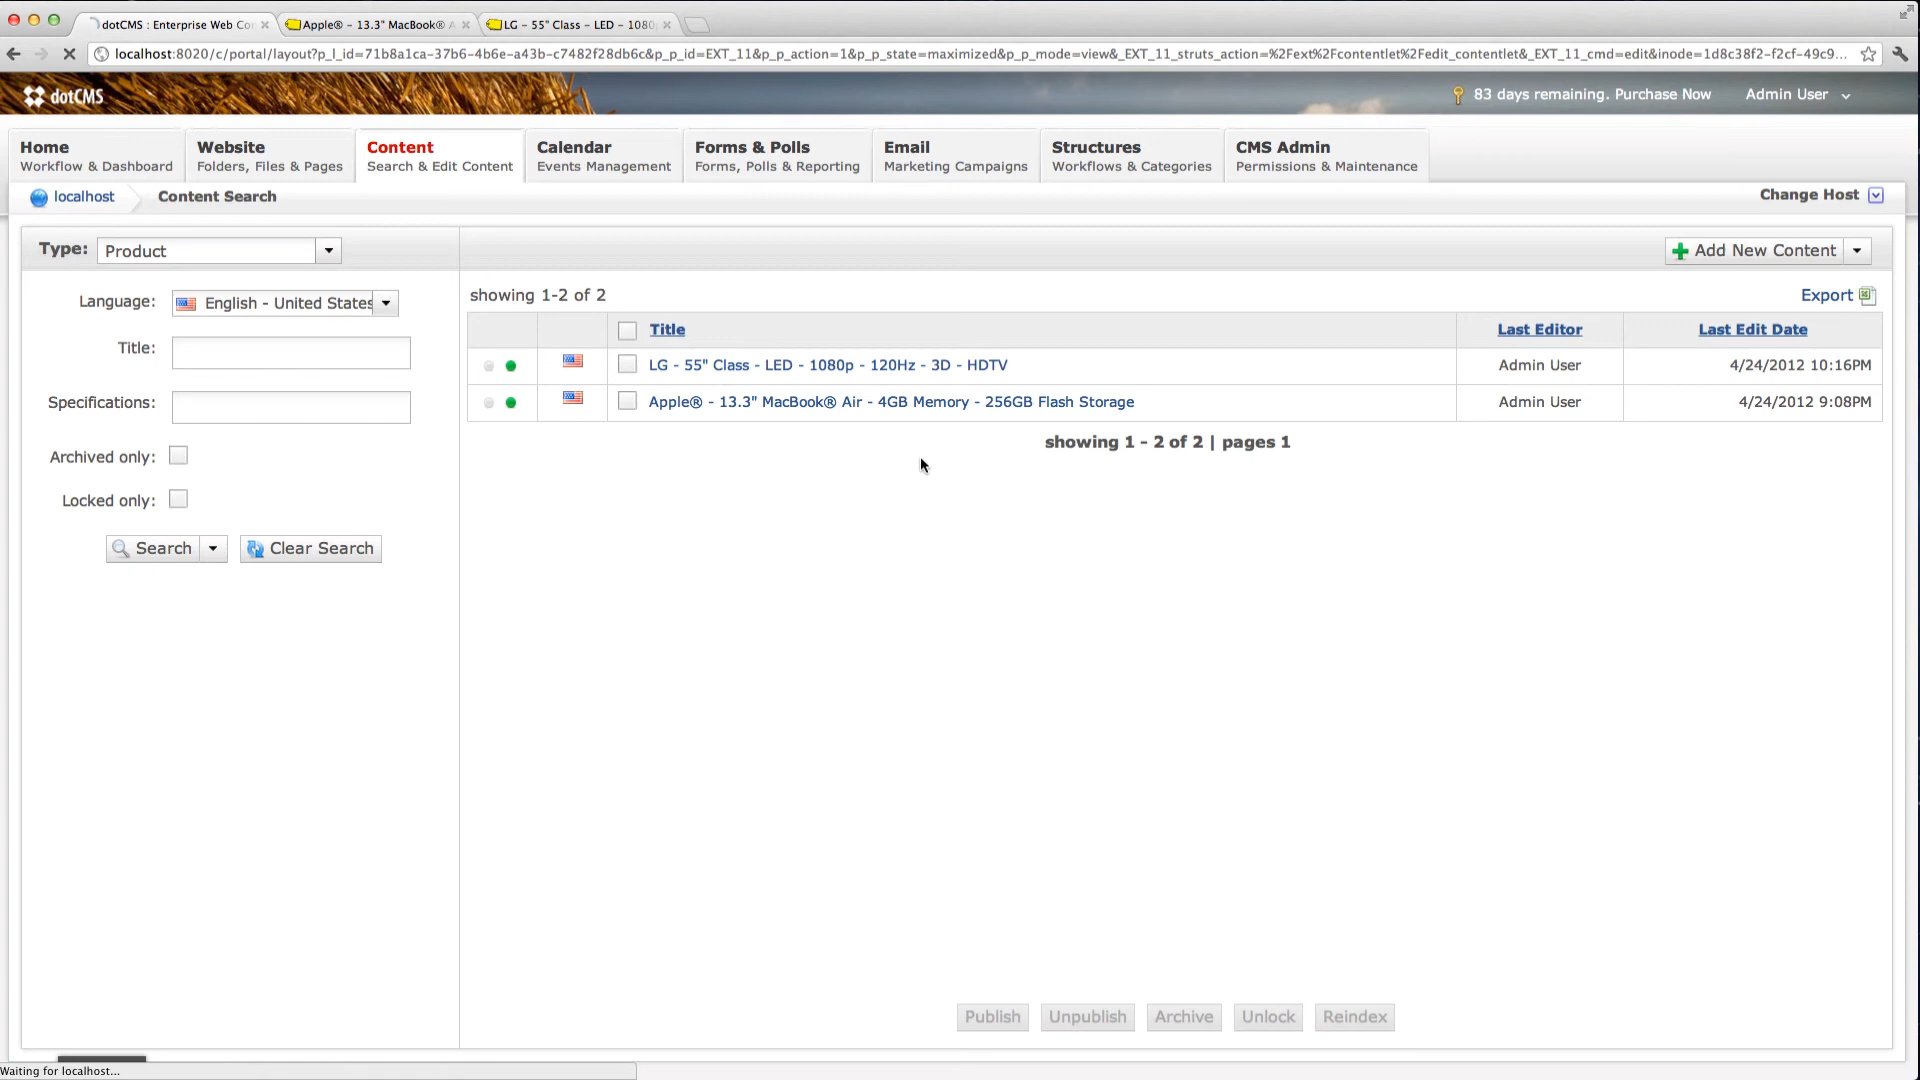 dotCMS : Enterprise Web Con
Apple® - 13.3" MacBook® A
LG - 55" Class - LED - 1080p
localhost:8020/c/portal/layout?p_l_id=71b8a1ca-37b6-4b6e-a43b-c7482f28db6c&p_p_id=EXT_11&p_p_action=1&p_p_state=maximized&p_p_mode=view&_EXT_11_struts_action=%2Fext%2Fcontentlet%2Fedit_contentlet&_EXT_11_cmd=edit&inode=1d8c38f2-f2cf-49c9...
dotCMS
83 days remaining. Purchase Now
Admin User
Home
Workflow & Dashboard
Website
Folders, Files & Pages
Content
Search & Edit Content
Calendar
Events Management
Forms & Polls
Forms, Polls & Reporting
Email
Marketing Campaigns
Structures
Workflows & Categories
CMS Admin
Permissions & Maintenance
localhost
Content Search
Change Host
Type:
Product
Add New Content
Language:
English - United States
Title:
Specifications:
Archived only:
Locked only:
Search
Clear Search
showing 1-2 of 2
Export
Title
Last Editor
Last Edit Date
LG - 55" Class - LED - 1080p - 120Hz - 3D - HDTV
Admin User
4/24/2012 10:16PM
Apple® - 13.3" MacBook® Air - 4GB Memory - 256GB Flash Storage
Admin User
4/24/2012 9:08PM
showing 1 - 2 of 2 | pages 1
Publish
Unpublish
Archive
Unlock
Reindex
Waiting for localhost...